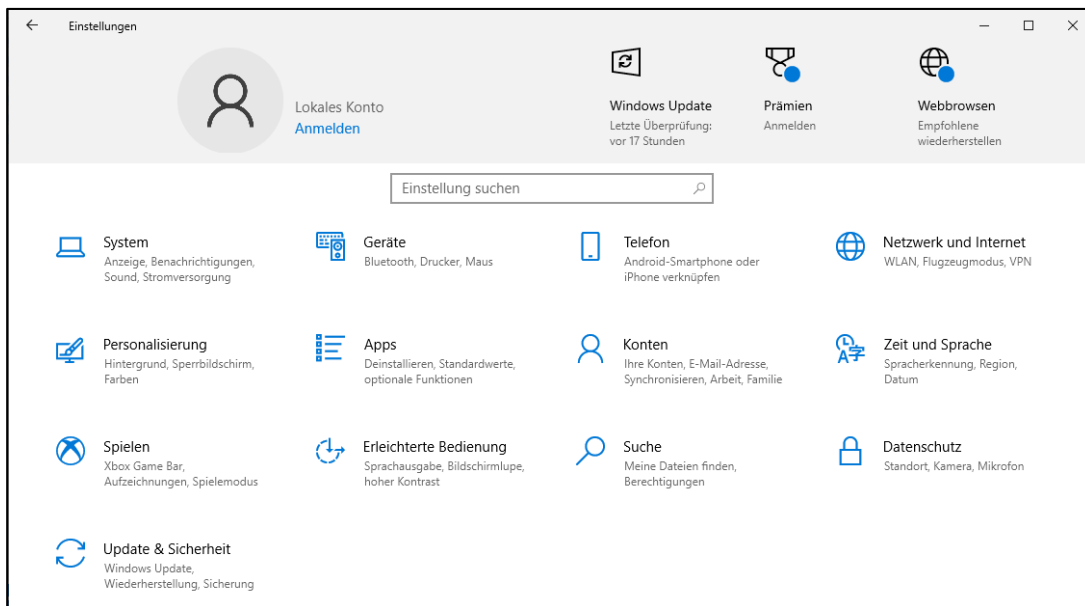 Einstellungen
Lokales Konto
Anmelden
Windows Update
Letzte Überprüfung:
vor 17 Stunden
Prämien
Anmelden
Webbrowsen
Empfohlene
wiederherstellen
Einstellung suchen
System
Anzeige, Benachrichtigungen,
Sound, Stromversorgung
Geräte
Bluetooth, Drucker, Maus
Telefon
Android-Smartphone oder
iPhone verknüpfen
Netzwerk und Internet
WLAN, Flugzeugmodus, VPN
Personalisierung
Hintergrund, Sperrbildschirm,
Farben
Apps
Deinstallieren, Standardwerte,
optionale Funktionen
Konten
Ihre Konten, E-Mail-Adresse,
Synchronisieren, Arbeit, Familie
Zeit und Sprache
Spracherkennung, Region,
Datum
Spielen
Xbox Game Bar,
Aufzeichnungen, Spielemodus
Erleichterte Bedienung
Sprachausgabe, Bildschirmlupe,
hoher Kontrast
Suche
Meine Dateien finden,
Berechtigungen
Datenschutz
Standort, Kamera, Mikrofon
Update & Sicherheit
Windows Update,
Wiederherstellung, Sicherung